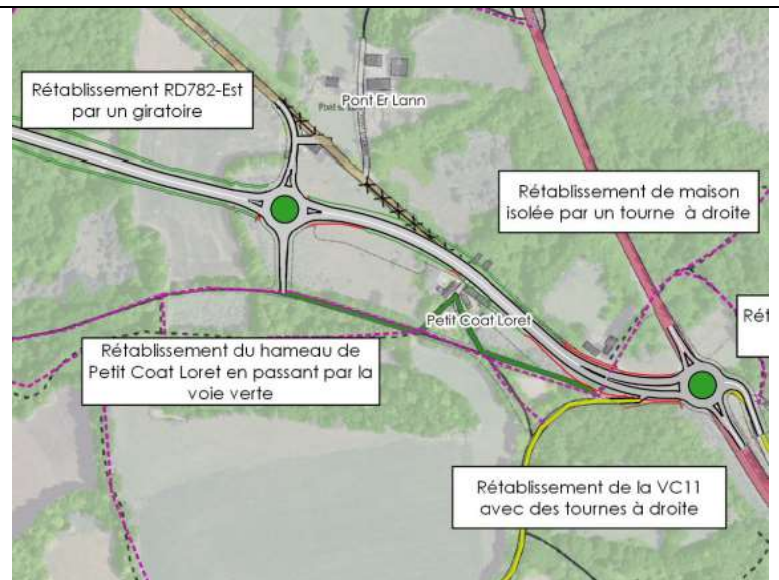 Rétablissement RD782-Est
par un giratoire
Pont Er Lann
Rétablissement de maison
isolée par un tourne à droite
Petit Coat Loret
Rét
Rétablissement du hameau de
Petit Coat Loret en passant par la
voie verte
Rétablissement de la VC11
avec des tournes à droite